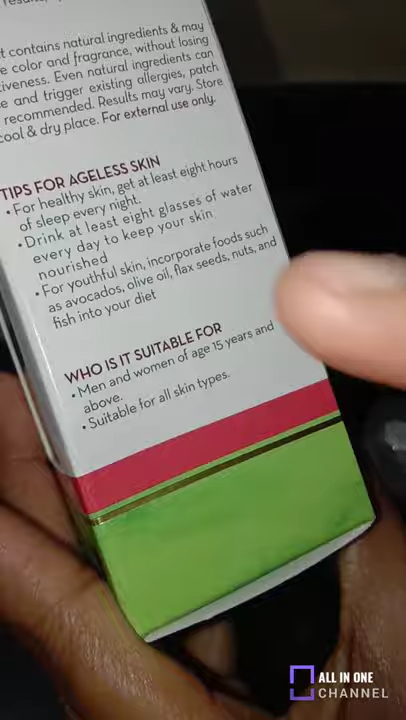 t contains natural ingredients & may
e color and fragrance, without losing
tiveness. Even natural ingredients can
e and trigger existing allergies, patch
recommended. Results may vary. Store
cool & dry place. For external use only.
TIPS FOR AGELESS SKIN
• For healthy skin, get at least eight hours
of sleep every night.
• Drink at least eight glasses of water
every day to keep your skin
nourished
• For youthful skin, incorporate foods such
as avocados, olive oil, flax seeds, nuts, and
fish into your diet
WHO IS IT SUITABLE FOR
• Men and women of age 15 years and
above.
• Suitable for all skin types.
ALL IN ONE
CHANNEL